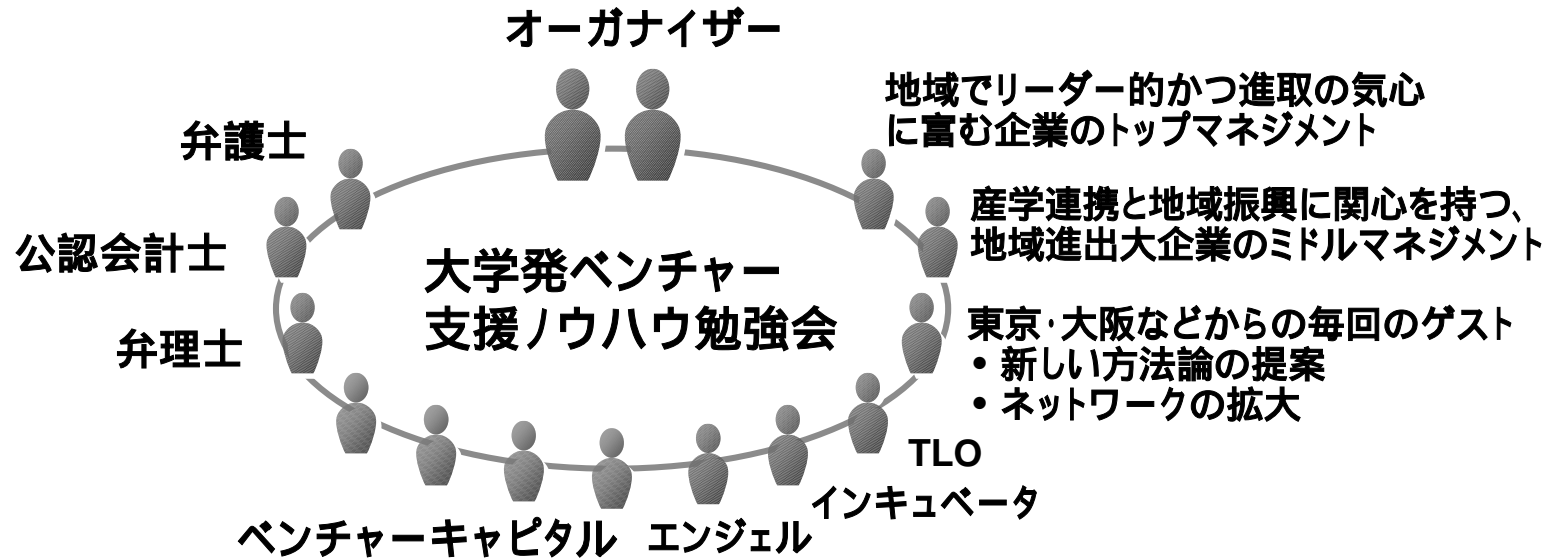 オーガナイザー
地域でリーダー的かつ進取の気心
に富む企業のトップマネジメント
弁護士
産学連携と地域振興に関心を持つ、
地域進出大企業のミドルマネジメント
公認会計士
大学発ベンチャー
支援ノウハウ勉強会
東京・大阪などからの毎回のゲスト
• 新しい方法論の提案
• ネットワークの拡大
弁理士
TLO
インキュベータ
エンジェル
ベンチャーキャピタル